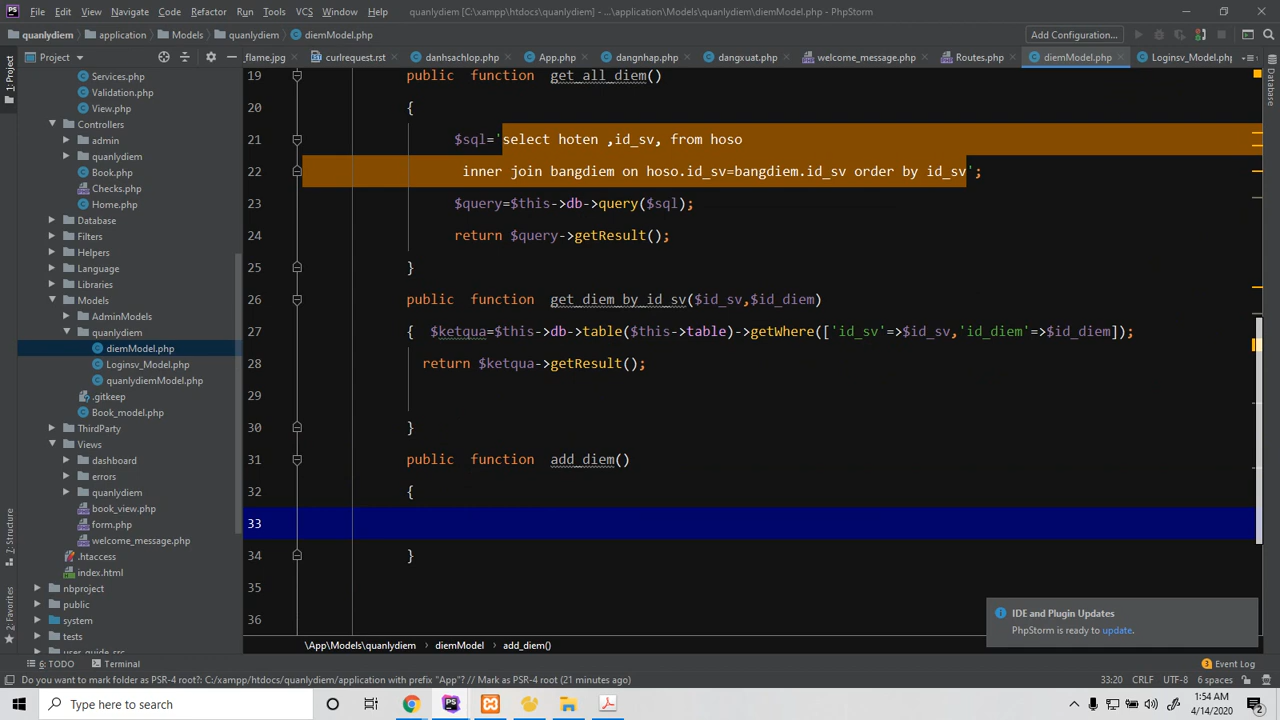 PS File Edit View Navigate Code Refactor Run Tools VCS Window Help quanlydiem [C:\xampp\htdocs\quanlydiem] - ...\application\Models\quanlydiem\diemModel.php - PhpStorm
quanlydiem application Models quanlydiem diemModel.php Add Configuration...
Project _flame.jpg curlrequest.rst danhsachlop.php App.php dangnhap.php dangxuat.php welcome_message.php Routes.php diemModel.php Loginsv_Model.php
1: Project
Database
7: Structure
2: Favorites
Services.php
Validation.php
View.php
Controllers
admin
quanlydiem
Book.php
Checks.php
Home.php
Database
Filters
Helpers
Language
Libraries
Models
AdminModels
quanlydiem
diemModel.php
Loginsv_Model.php
quanlydiemModel.php
.gitkeep
Book_model.php
ThirdParty
Views
dashboard
errors
quanlydiem
book_view.php
form.php
welcome_message.php
.htaccess
index.html
nbproject
public
system
tests
user_guide_src
19 public function get_all_diem()
20 {
21 $sql='select hoten ,id_sv, from hoso
22 inner join bangdiem on hoso.id_sv=bangdiem.id_sv order by id_sv';
23 $query=$this->db->query($sql);
24 return $query->getResult();
25 }
26 public function get_diem_by_id_sv($id_sv,$id_diem)
27 { $ketqua=$this->db->table($this->table)->getWhere(['id_sv'=>$id_sv,'id_diem'=>$id_diem]);
28 return $ketqua->getResult();
29
30 }
31 public function add_diem()
32 {
33
34 }
35
36
IDE and Plugin Updates
PhpStorm is ready to update.
\App\Models\quanlydiem diemModel add_diem()
6: TODO Terminal 3 Event Log
Do you want to mark folder as PSR-4 root?: C:/xampp/htdocs/quanlydiem/application with prefix "App"? // Mark as PSR-4 root (21 minutes ago) 33:20 CRLF UTF-8 6 spaces
Type here to search 1:54 AM
4/14/2020 2